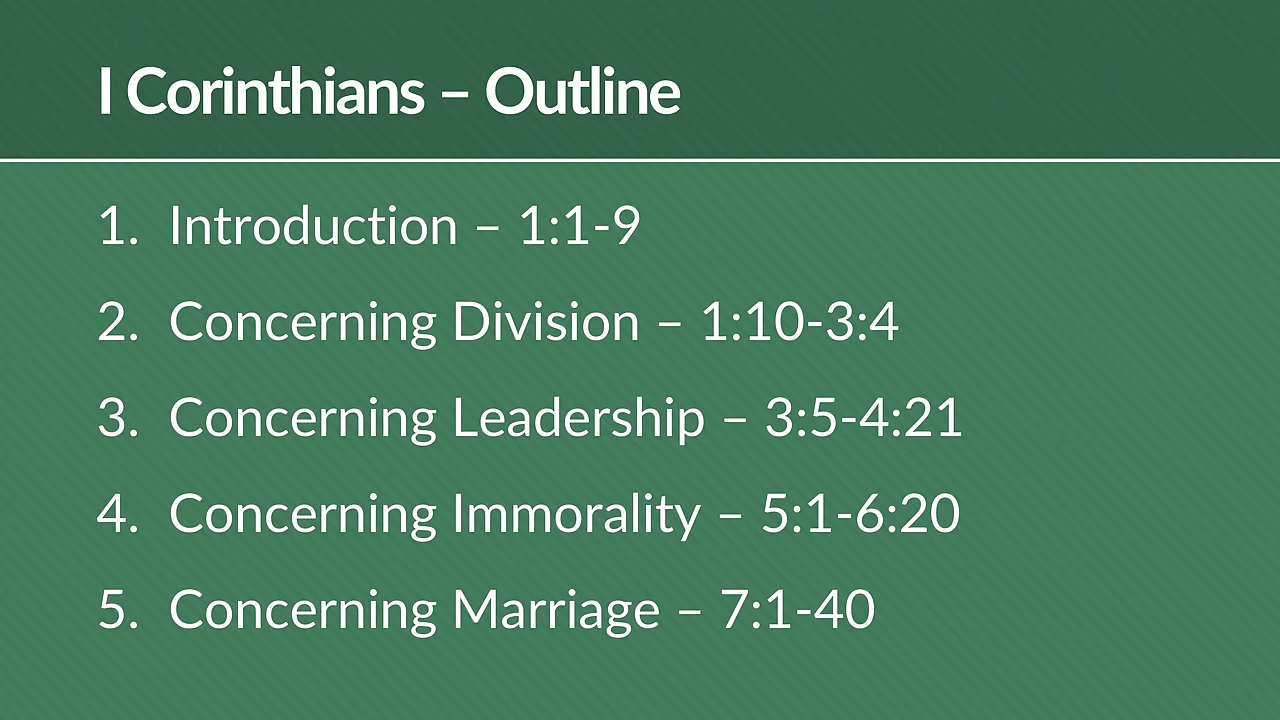 I Corinthians – Outline
1. Introduction – 1:1-9
2. Concerning Division – 1:10-3:4
3. Concerning Leadership – 3:5-4:21
4. Concerning Immorality – 5:1-6:20
5. Concerning Marriage – 7:1-40